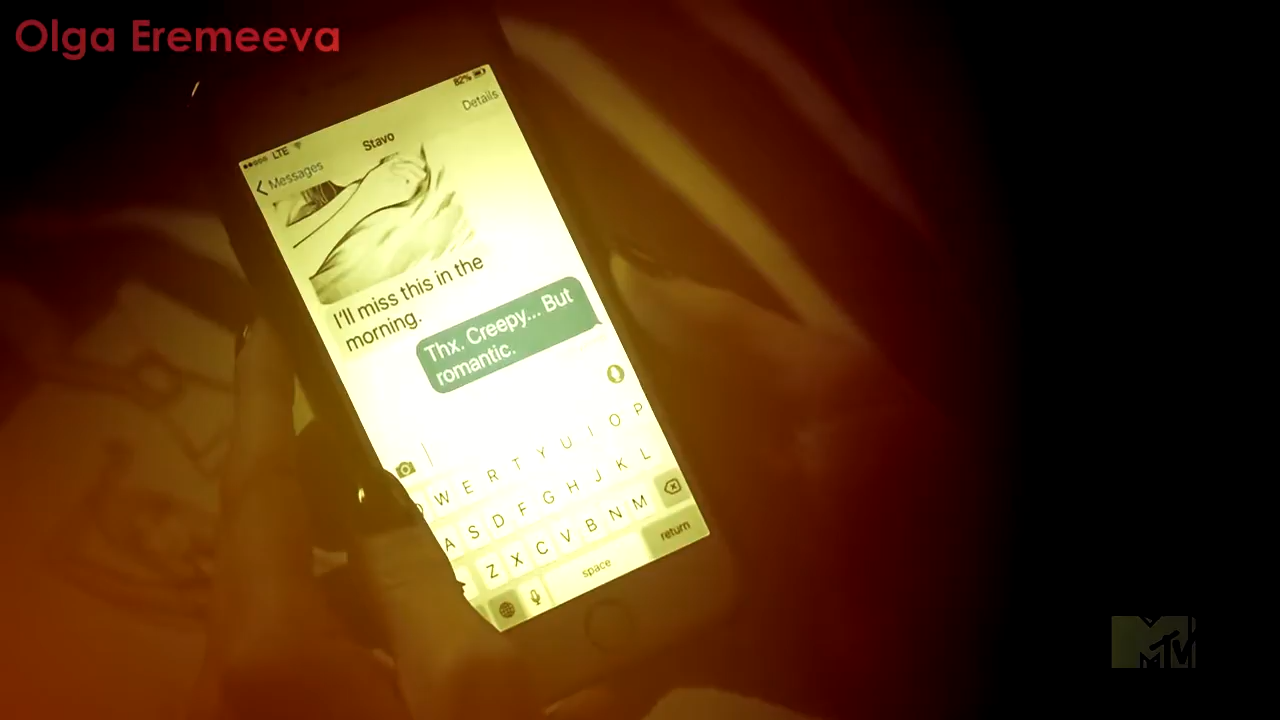 Olga Eremeeva
LTE
82%
Messages
Stavo
Details
I'll miss this in the
morning.
Thx. Creepy... But
romantic.
W E R T Y U I O P
A S D F G H J K L
Z X C V B N M
space
return
MTV